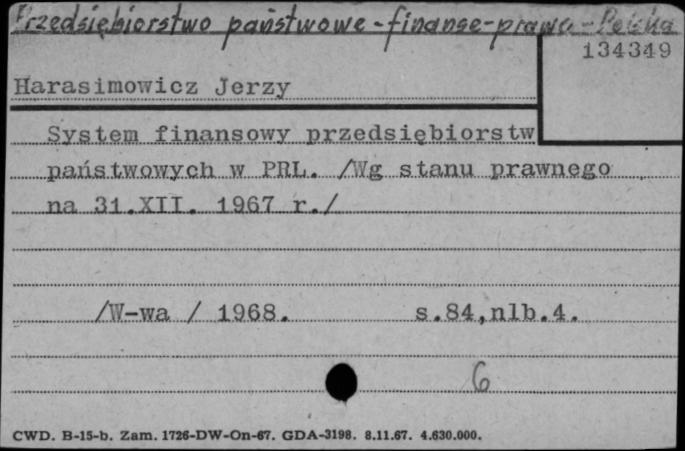 Przedsiębiorstwo państwowe - finanse - prawo - Polska
134349
Harasimowicz Jerzy
System finansowy przedsiębiorstw
państwowych w PRL. /Wg stanu prawnego
na 31.XII. 1967 r./
/W-wa / 1968. s.84,nlb.4.
6
CWD. B-15-b. Zam. 1726-DW-On-67. GDA-3198. 8.11.67. 4.630.000.